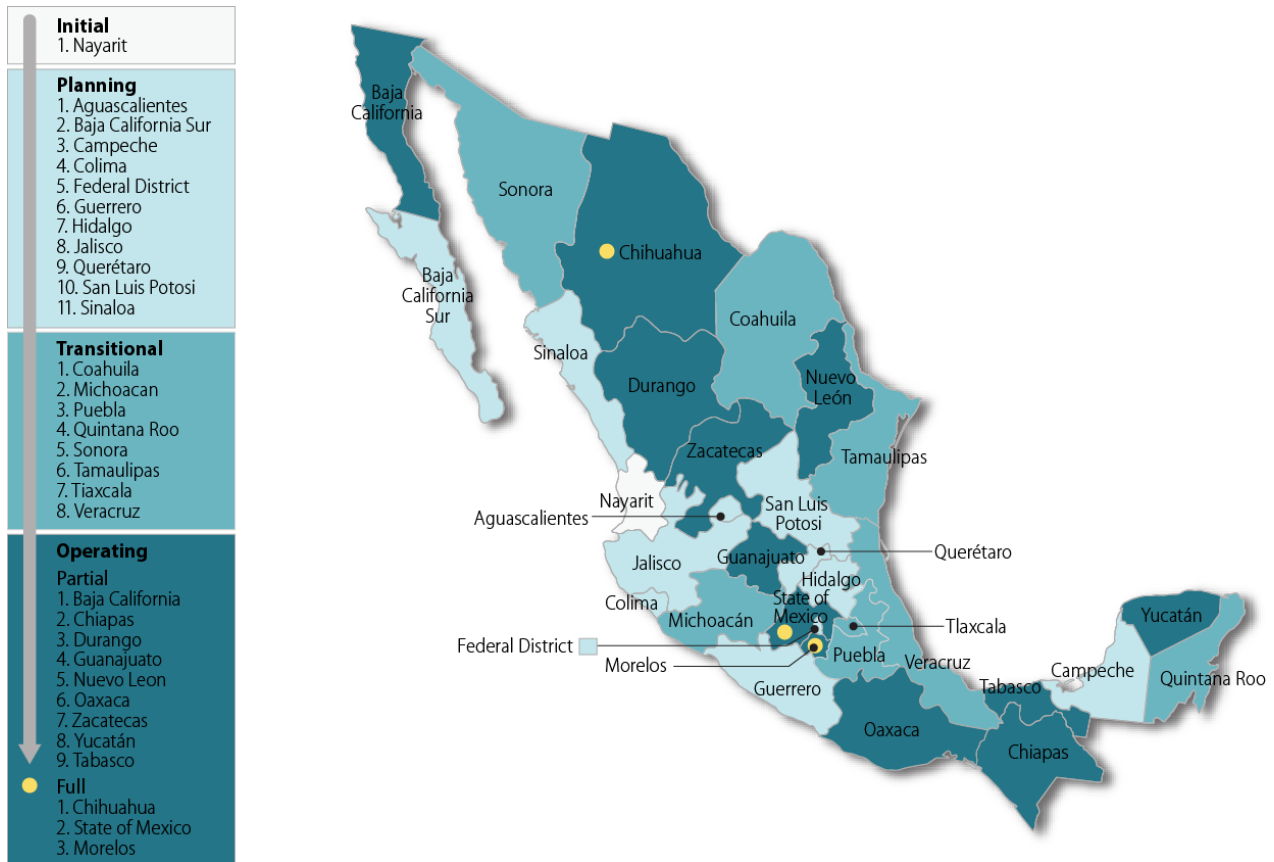 Initial
1. Nayarit
Planning
1. Aguascalientes
2. Baja California Sur
3. Campeche
4. Colima
5. Federal District
6. Guerrero
7. Hidalgo
8. Jalisco
9. Querétaro
10. San Luis Potosi
11. Sinaloa
Transitional
1. Coahuila
2. Michoacan
3. Puebla
4. Quintana Roo
5. Sonora
6. Tamaulipas
7. Tiaxcala
8. Veracruz
Operating
Partial
1. Baja California
2. Chiapas
3. Durango
4. Guanajuato
5. Nuevo Leon
6. Oaxaca
7. Zacatecas
8. Yucatán
9. Tabasco
Full
1. Chihuahua
2. State of Mexico
3. Morelos
Baja
California
Sonora
Chihuahua
Baja
California
Sur
Coahuila
Sinaloa
Durango
Nuevo
León
Zacatecas
Tamaulipas
Nayarit
San Luis
Potosi
Aguascalientes
Querétaro
Guanajuato
Jalisco
Hidalgo
Colima
State of
Mexico
Michoacán
Tlaxcala
Federal District
Morelos
Puebla
Veracruz
Guerrero
Oaxaca
Tabasco
Chiapas
Campeche
Yucatán
Quintana Roo